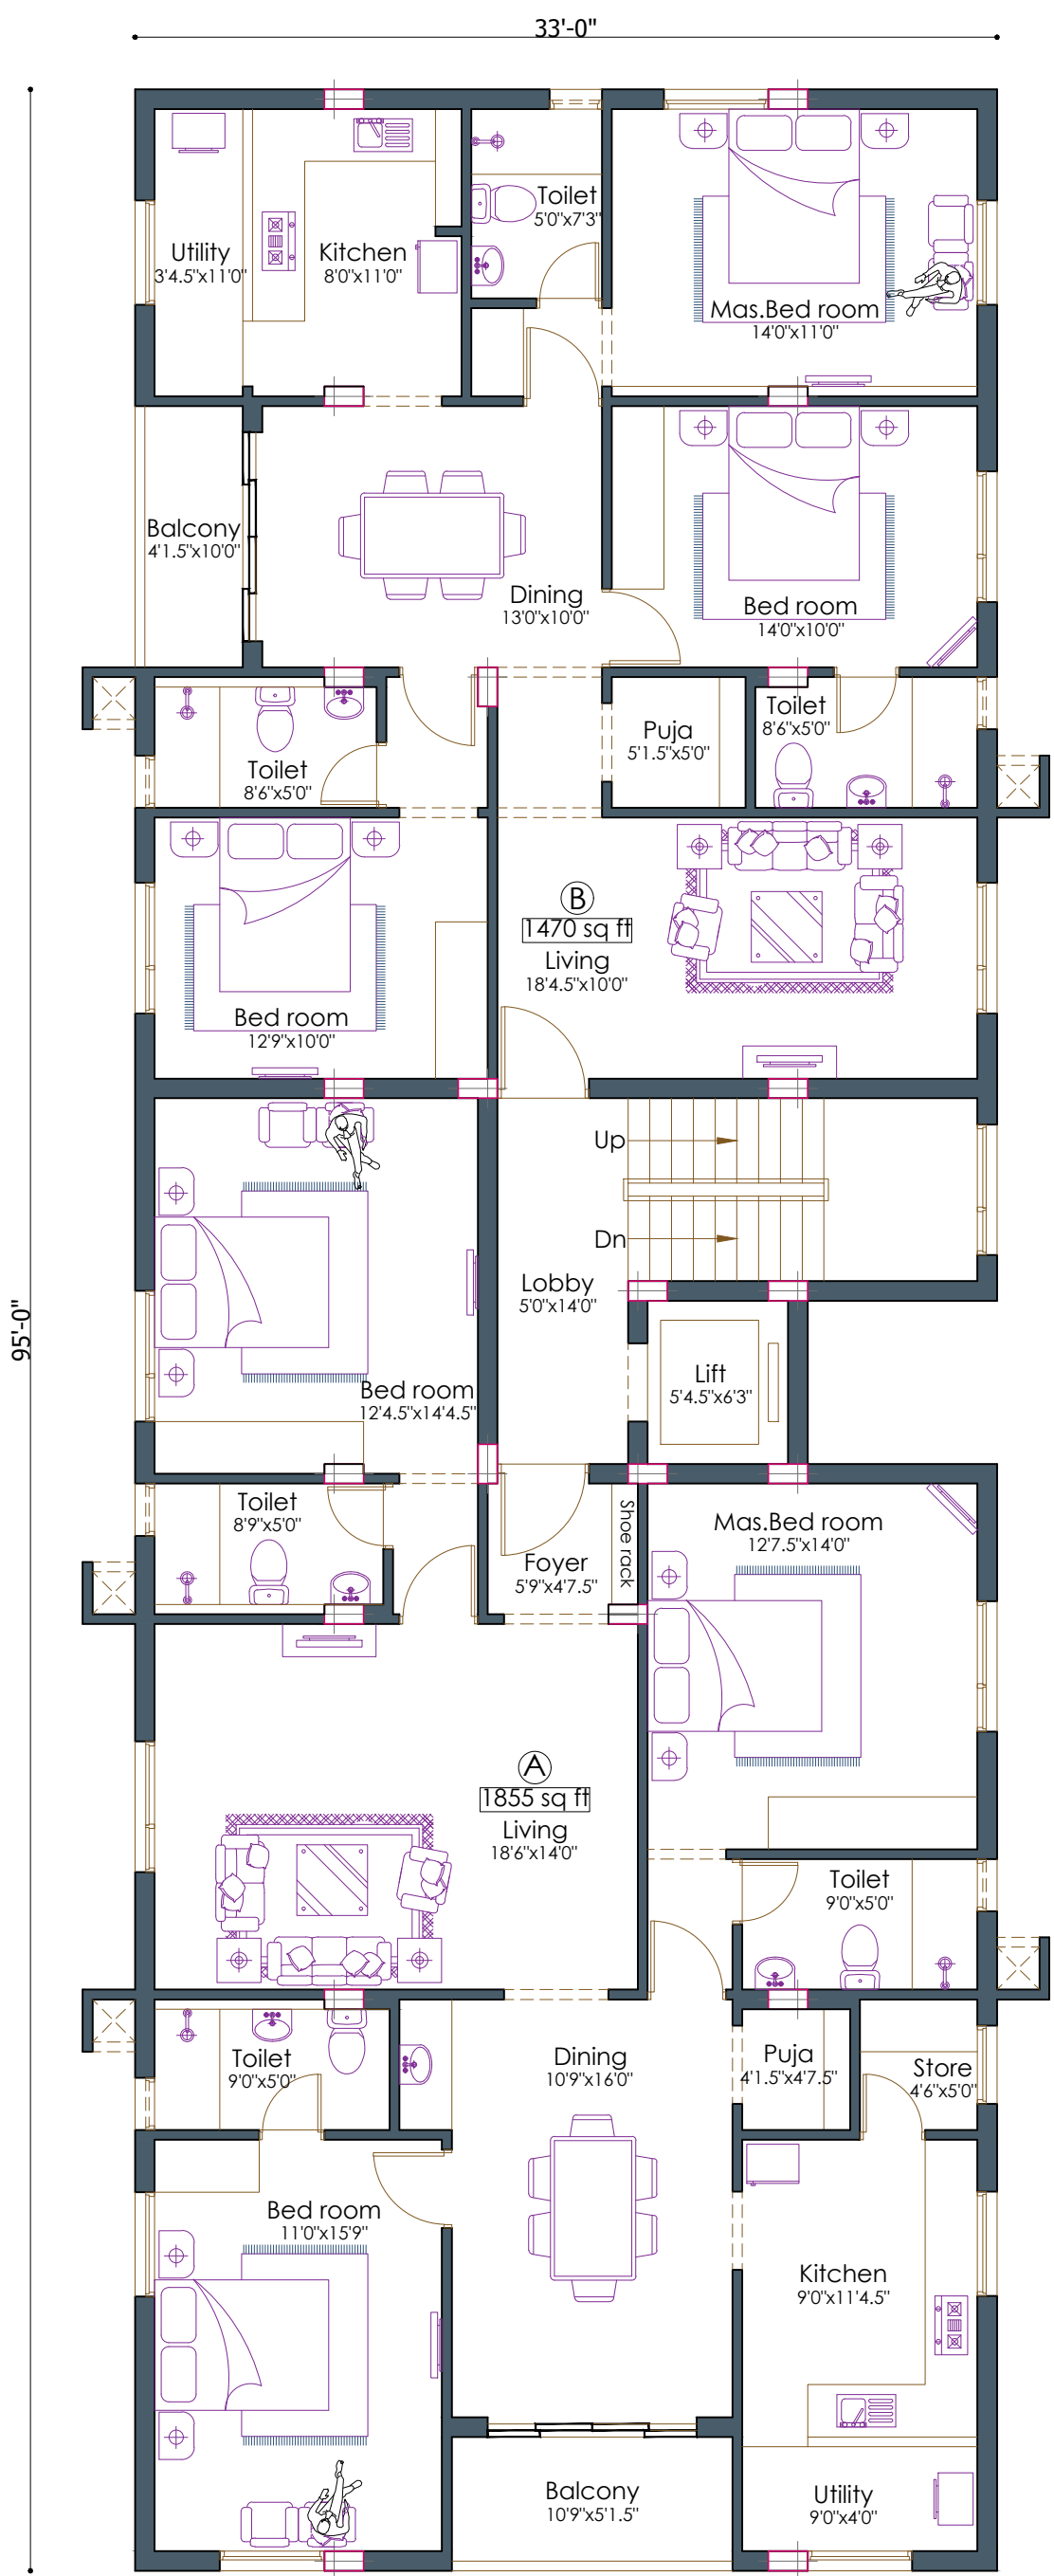 33'-0"
95'-0"
Utility
3'4.5"x11'0"
Kitchen
8'0"x11'0"
Toilet
5'0"x7'3"
Mas.Bed room
14'0"x11'0"
Balcony
4'1.5"x10'0"
Dining
13'0"x10'0"
Bed room
14'0"x10'0"
Toilet
8'6"x5'0"
Puja
5'1.5"x5'0"
Toilet
8'6"x5'0"
Bed room
12'9"x10'0"
B
1470 sq ft
Living
18'4.5"x10'0"
Up
Dn
Lobby
5'0"x14'0"
Lift
5'4.5"x6'3"
Bed room
12'4.5"x14'4.5"
Toilet
8'9"x5'0"
Foyer
5'9"x4'7.5"
Shoe rack
Mas.Bed room
12'7.5"x14'0"
A
1855 sq ft
Living
18'6"x14'0"
Toilet
9'0"x5'0"
Toilet
9'0"x5'0"
Dining
10'9"x16'0"
Puja
4'1.5"x4'7.5"
Store
4'6"x5'0"
Bed room
11'0"x15'9"
Kitchen
9'0"x11'4.5"
Balcony
10'9"x5'1.5"
Utility
9'0"x4'0"